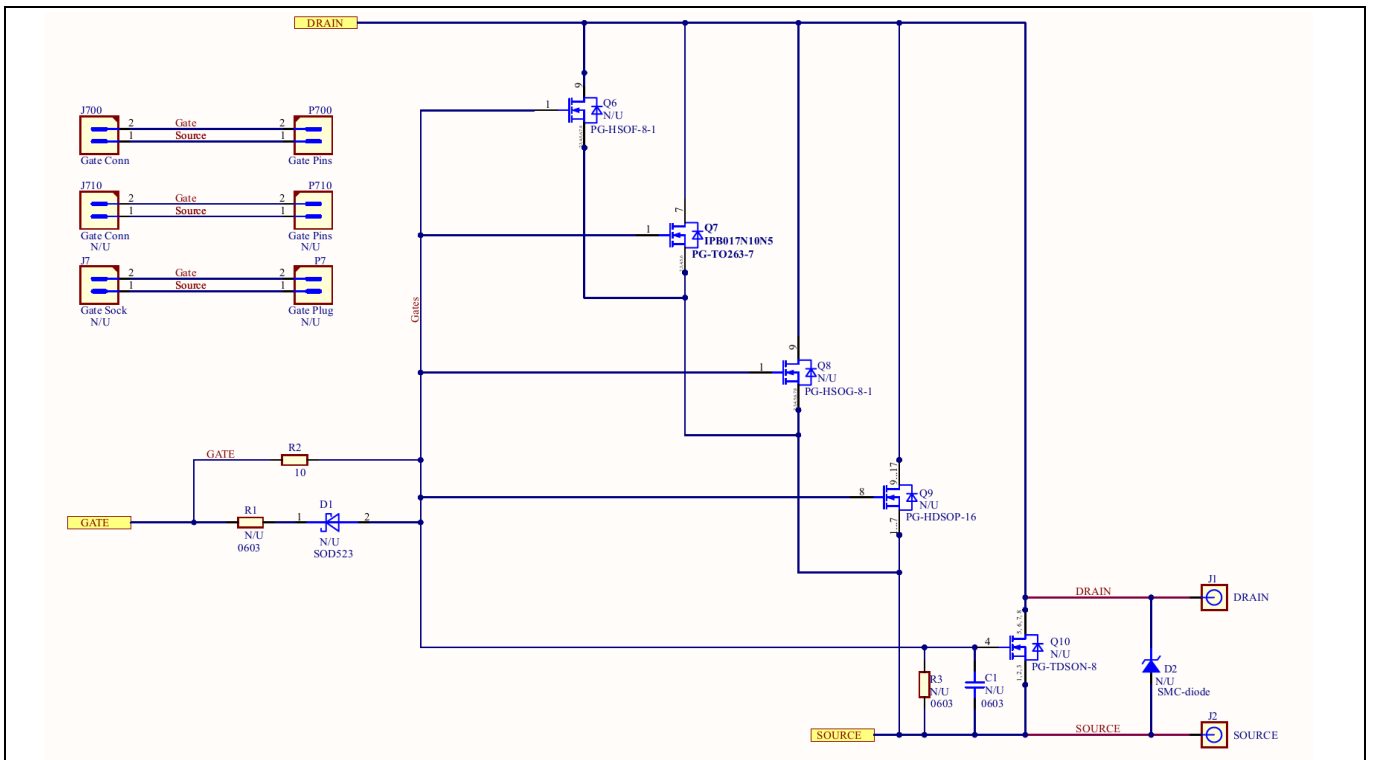 DRAIN
J700
2
Gate
2
P700
1
Source
1
Gate Conn
Gate Pins
J710
2
Gate
2
P710
1
Source
1
Gate Conn
N/U
Gate Pins
N/U
J7
2
Gate
2
P7
1
Source
1
Gate Sock
N/U
Gate Plug
N/U
Gates
9
1
Q6
N/U
PG-HSOF-8-1
7
1
Q7
IPB017N10N5
PG-TO263-7
9
1
Q8
N/U
PG-HSOG-8-1
9...17
8
Q9
N/U
PG-HDSOP-16
1...7
GATE
R2
10
GATE
R1
N/U
0603
1
D1
2
N/U
SOD523
DRAIN
J1
DRAIN
5, 6, 7, 8
4
Q10
N/U
PG-TDSON-8
1, 2, 3
R3
N/U
0603
C1
N/U
0603
D2
N/U
SMC-diode
SOURCE
SOURCE
J2
SOURCE